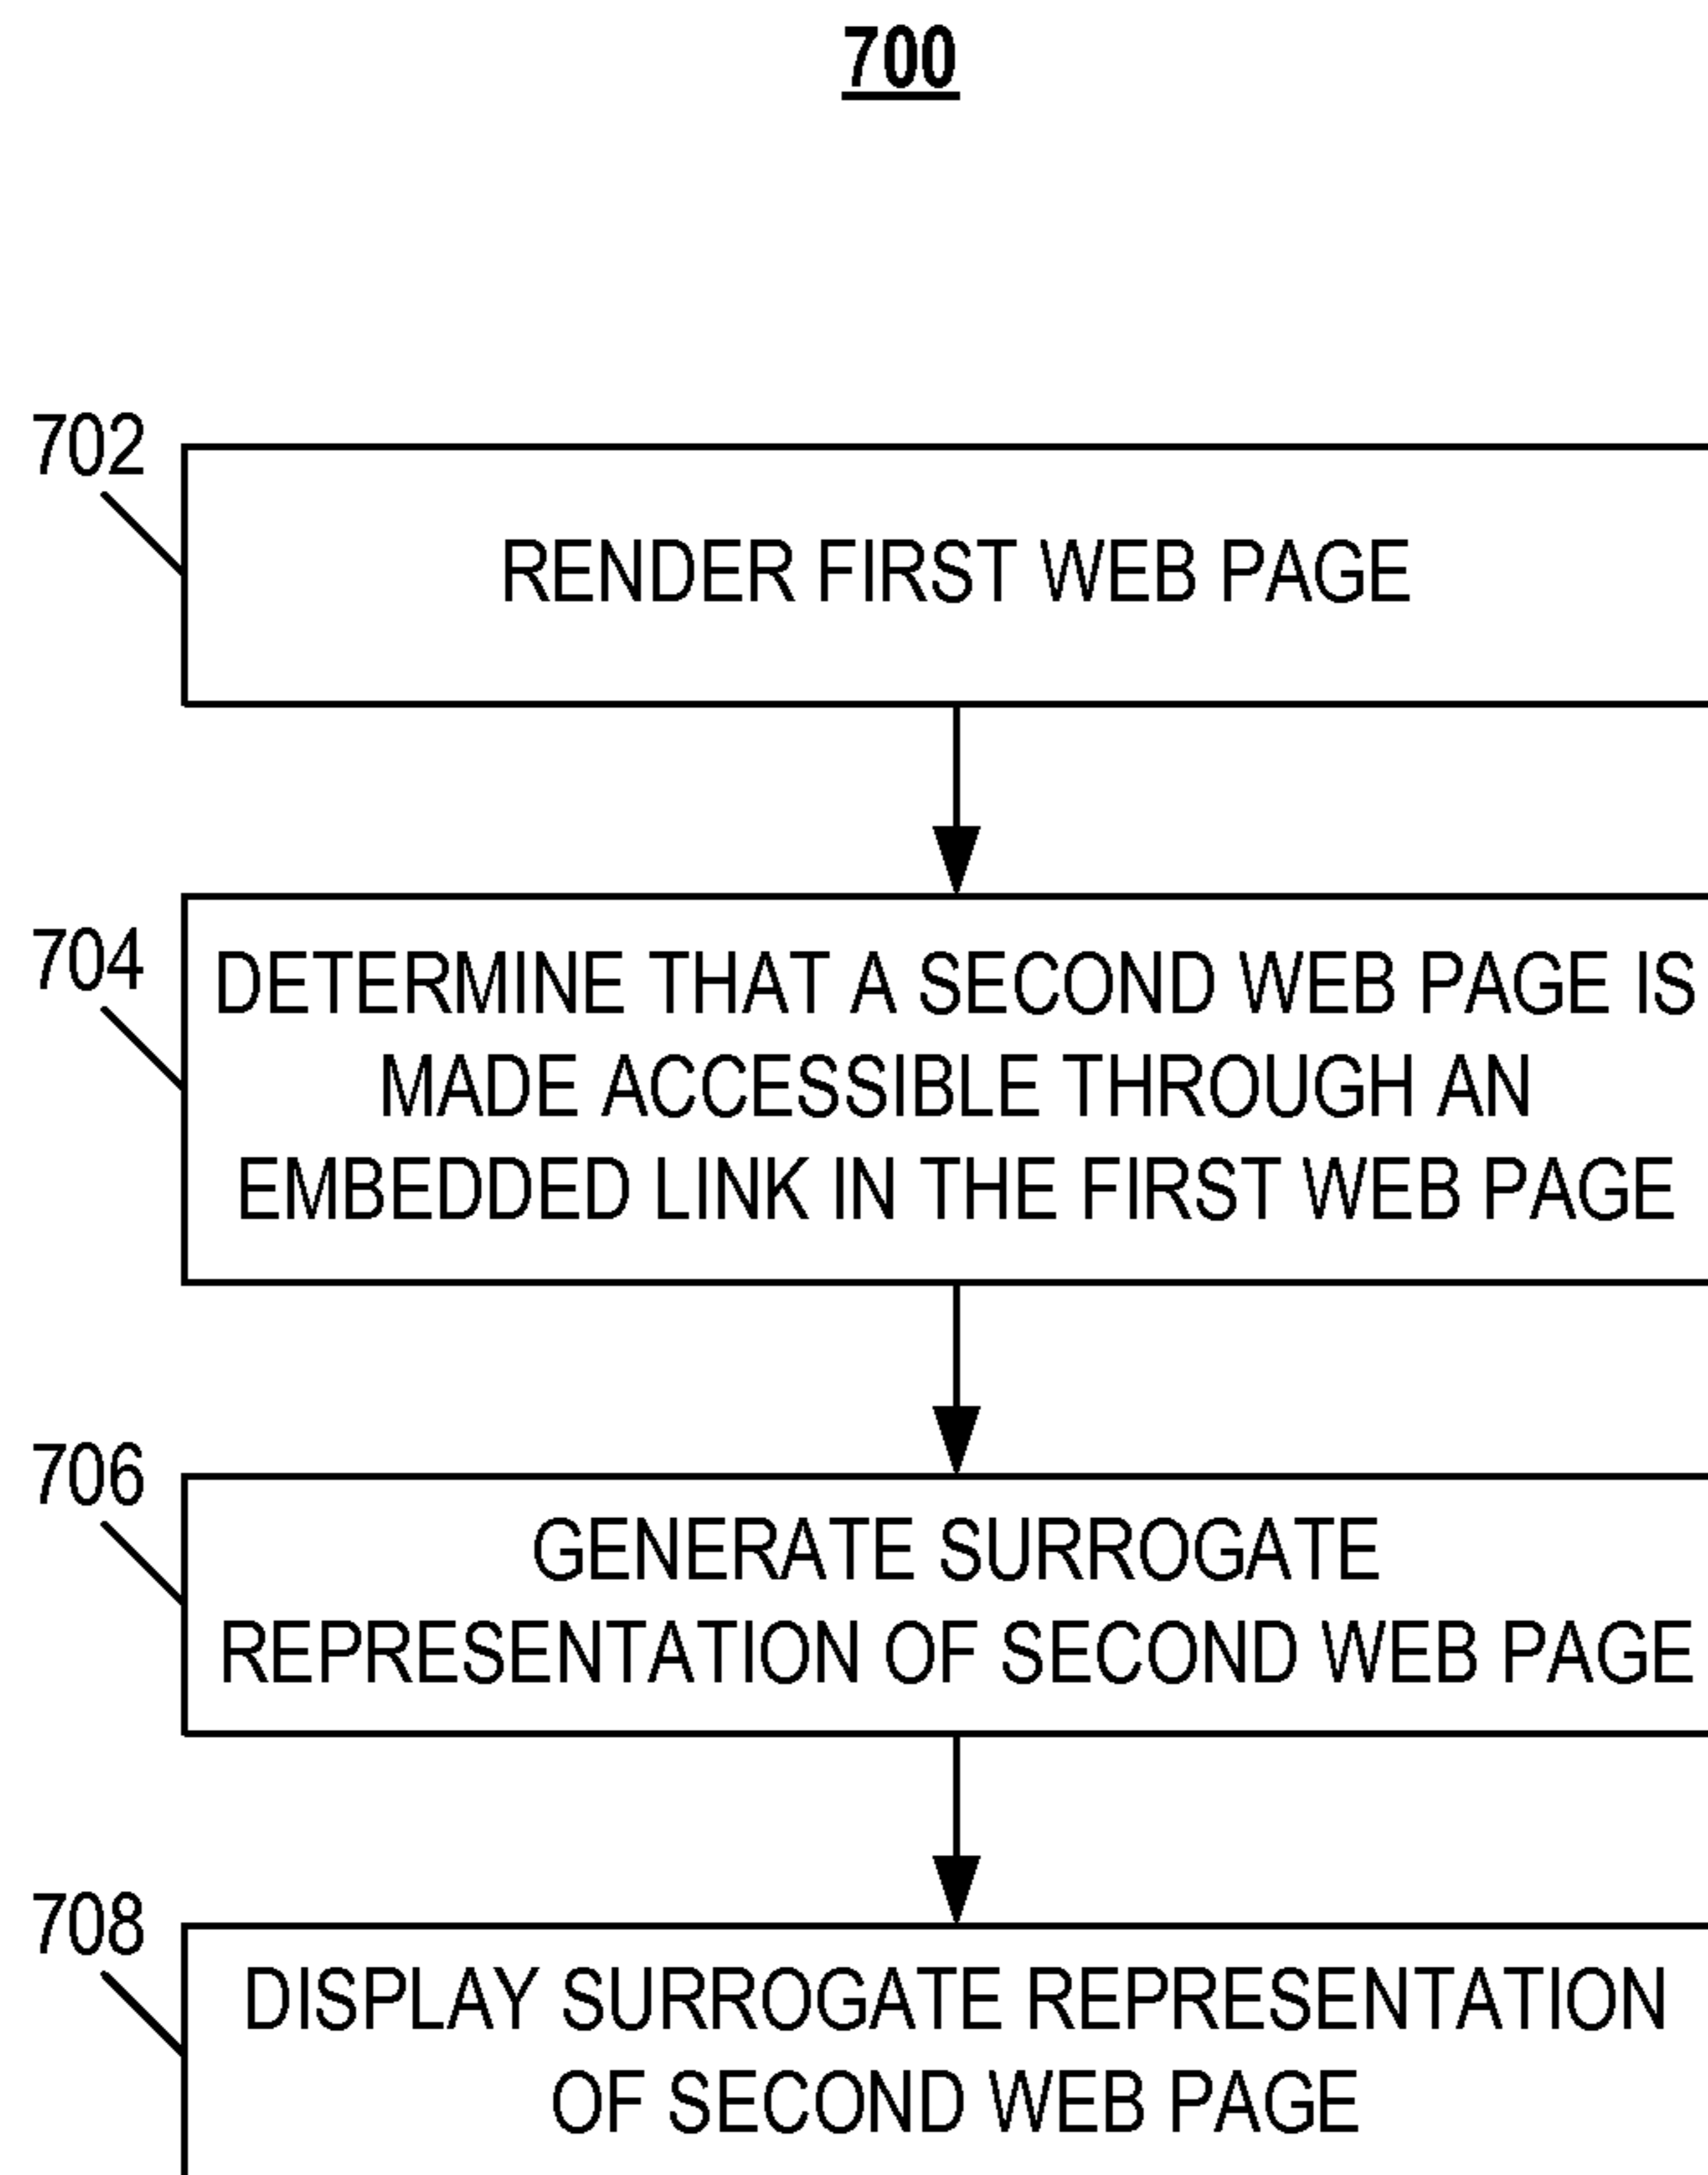 700
702
RENDER FIRST WEB PAGE
704
DETERMINE THAT A SECOND WEB PAGE IS
MADE ACCESSIBLE THROUGH AN
EMBEDDED LINK IN THE FIRST WEB PAGE
706
GENERATE SURROGATE
REPRESENTATION OF SECOND WEB PAGE
708
DISPLAY SURROGATE REPRESENTATION
OF SECOND WEB PAGE